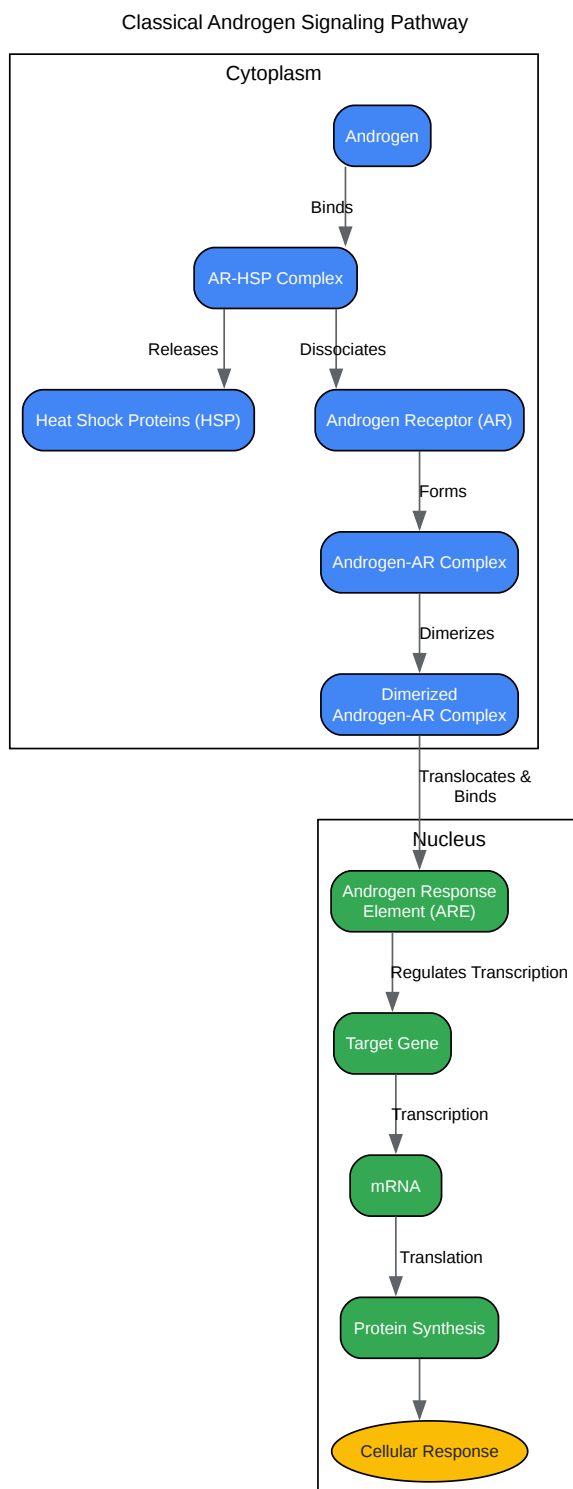 Classical Androgen Signaling Pathway
Cytoplasm
Androgen
Binds
AR-HSP Complex
Releases
Dissociates
Heat Shock Proteins (HSP)
Androgen Receptor (AR)
Forms
Androgen-AR Complex
Dimerizes
Dimerized
Androgen-AR Complex
Translocates &
Binds
Nucleus
Androgen Response
Element (ARE)
Regulates Transcription
Target Gene
Transcription
mRNA
Translation
Protein Synthesis
Cellular Response